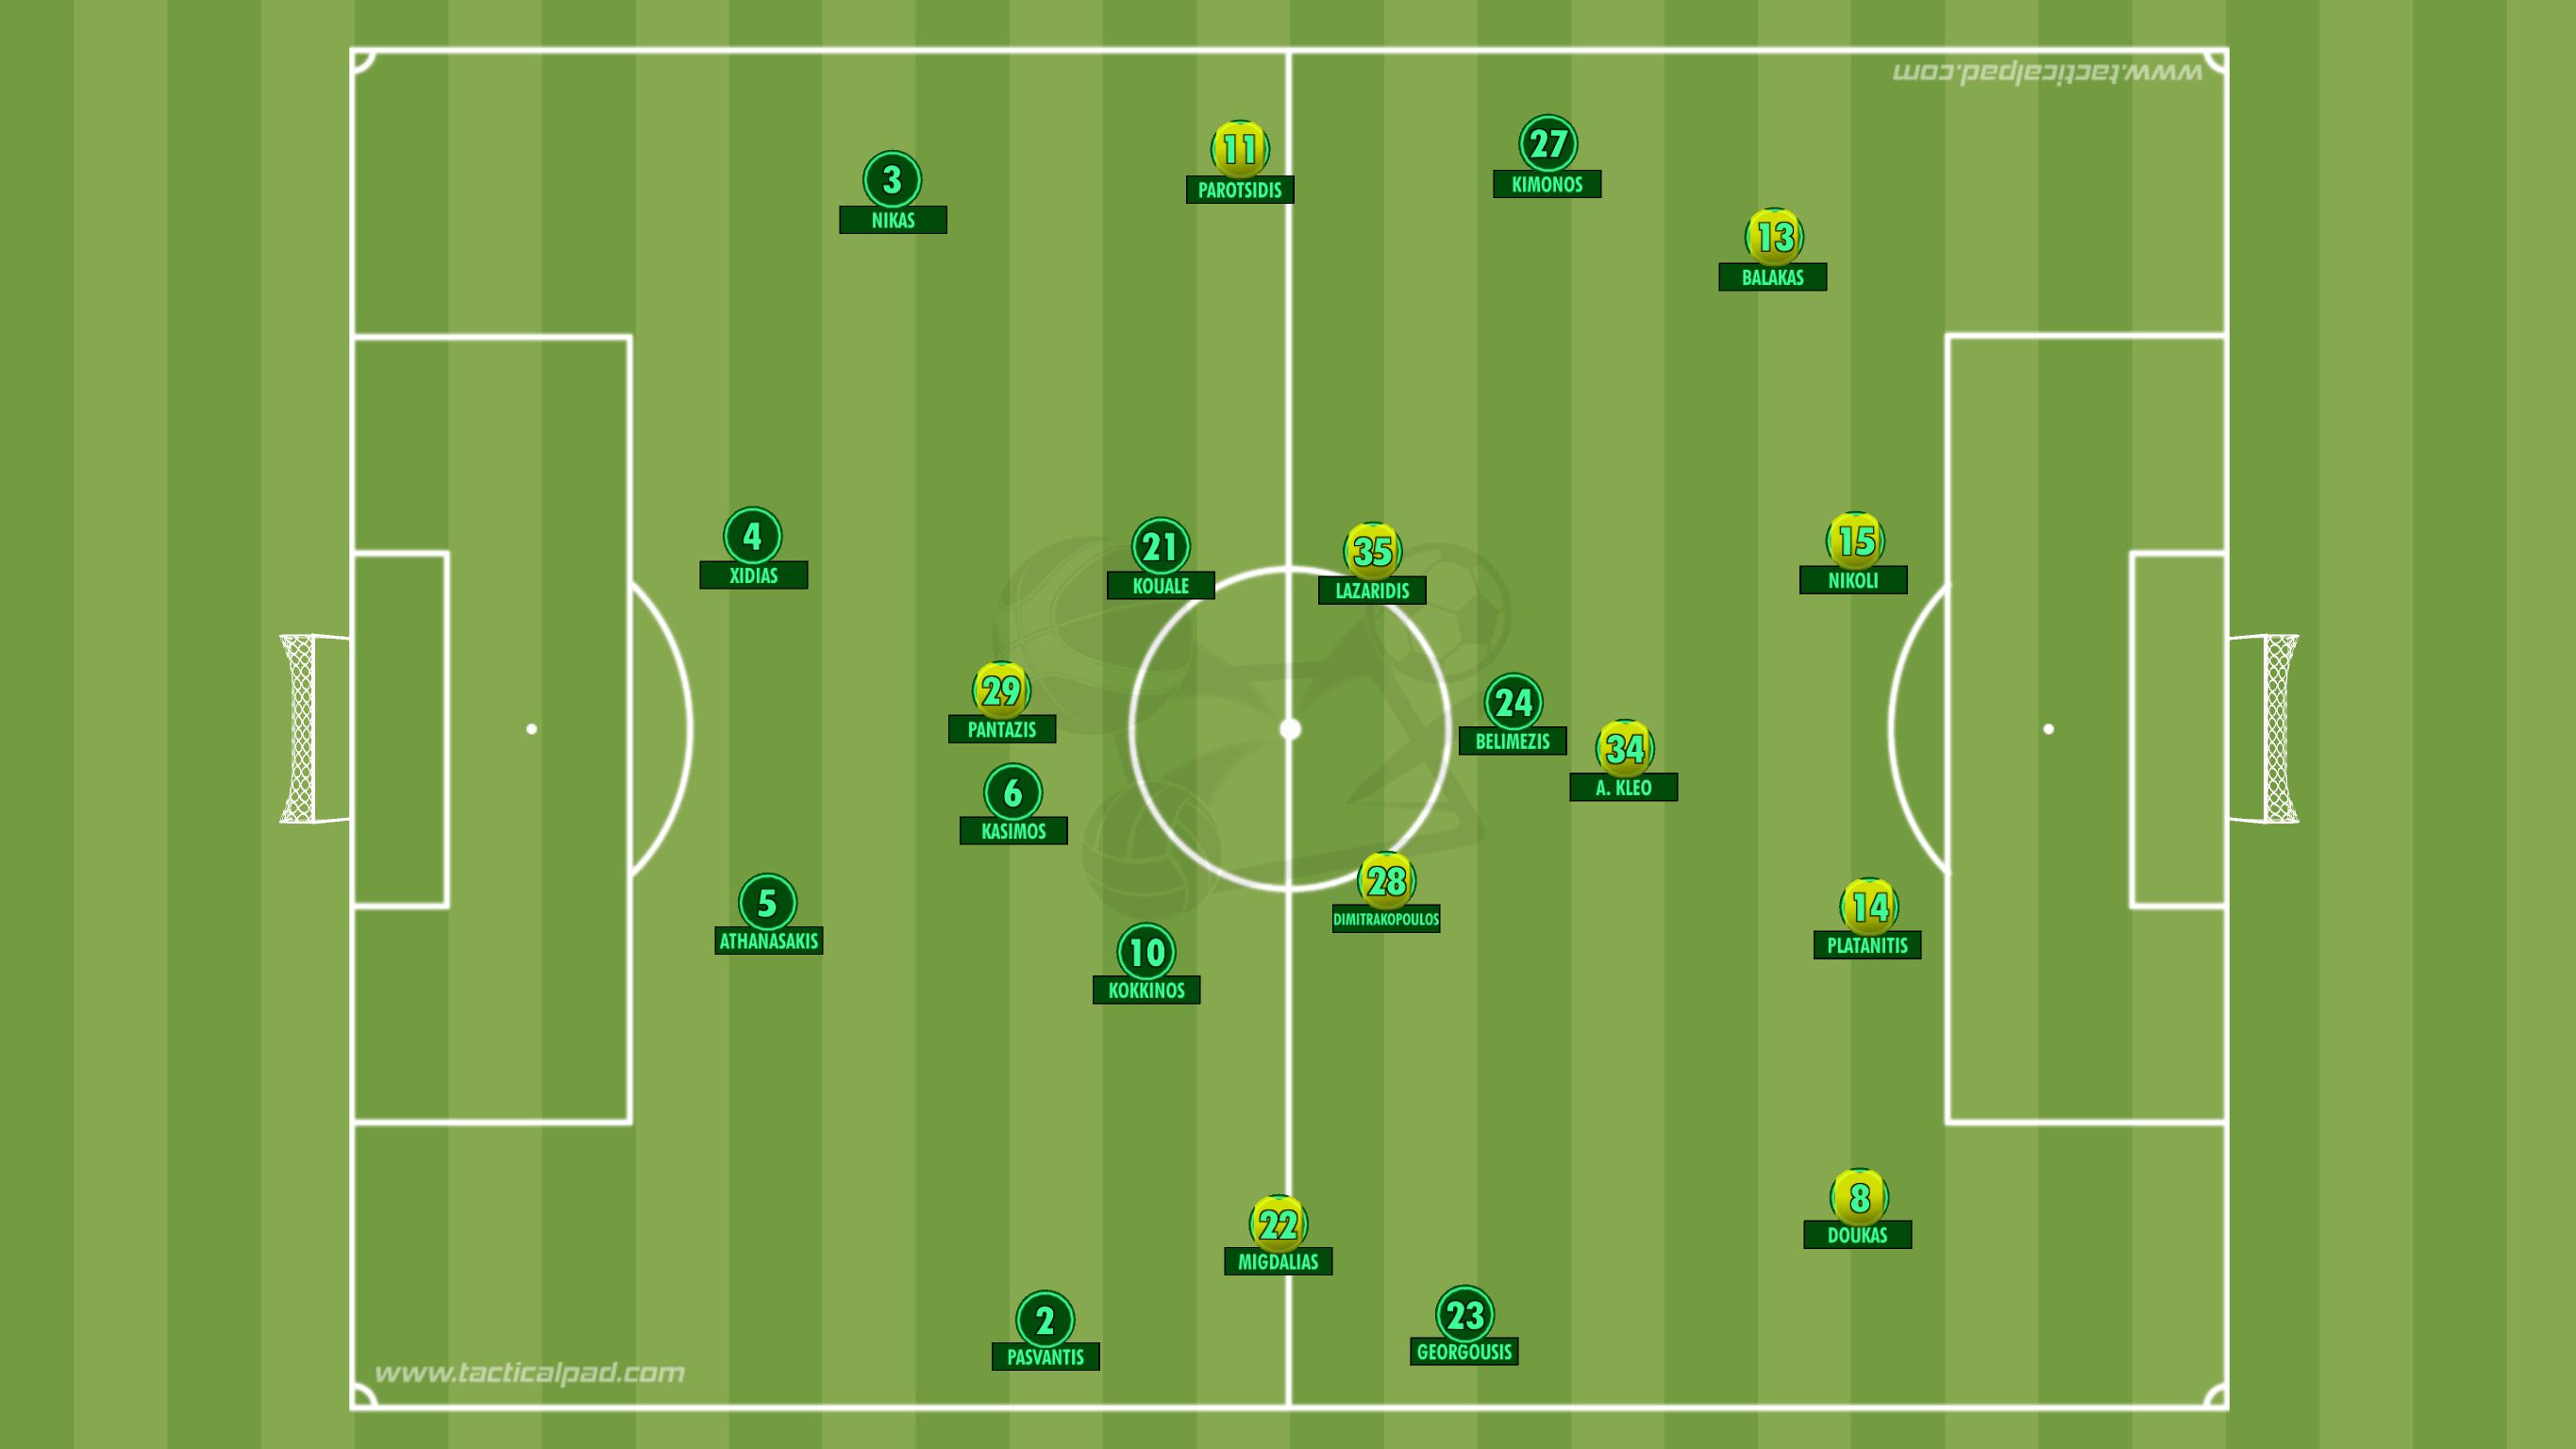 www.tacticalpad.com
27
KIMONOS
11
PAROTSIDIS
3
NIKAS
13
BALAKAS
4
XIDIAS
21
KOUALE
35
LAZARIDIS
15
NIKOLI
29
PANTAZIS
24
BELIMEZIS
34
A. KLEO
6
KASIMOS
28
DIMITRAKOPOULOS
5
ATHANASAKIS
14
PLATANITIS
10
KOKKINOS
8
DOUKAS
22
MIGDALIAS
23
GEORGOUSIS
2
PASVANTIS
www.tacticalpad.com